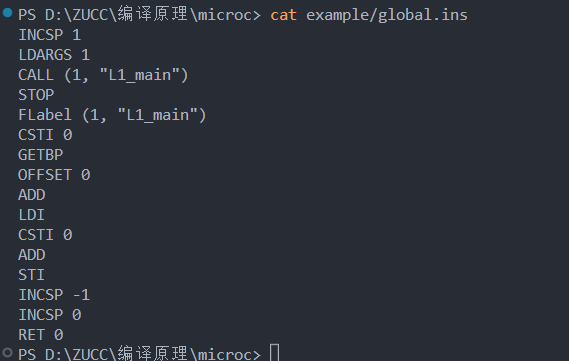 PS D:\ZUCC\编译原理\microc> cat example/global.ins
INCSP 1
LDARGS 1
CALL (1, "L1_main")
STOP
FLabel (1, "L1_main")
CSTI 0
GETBP
OFFSET 0
ADD
LDI
CSTI 0
ADD
STI
INCSP -1
INCSP 0
RET 0
PS D:\ZUCC\编译原理\microc>